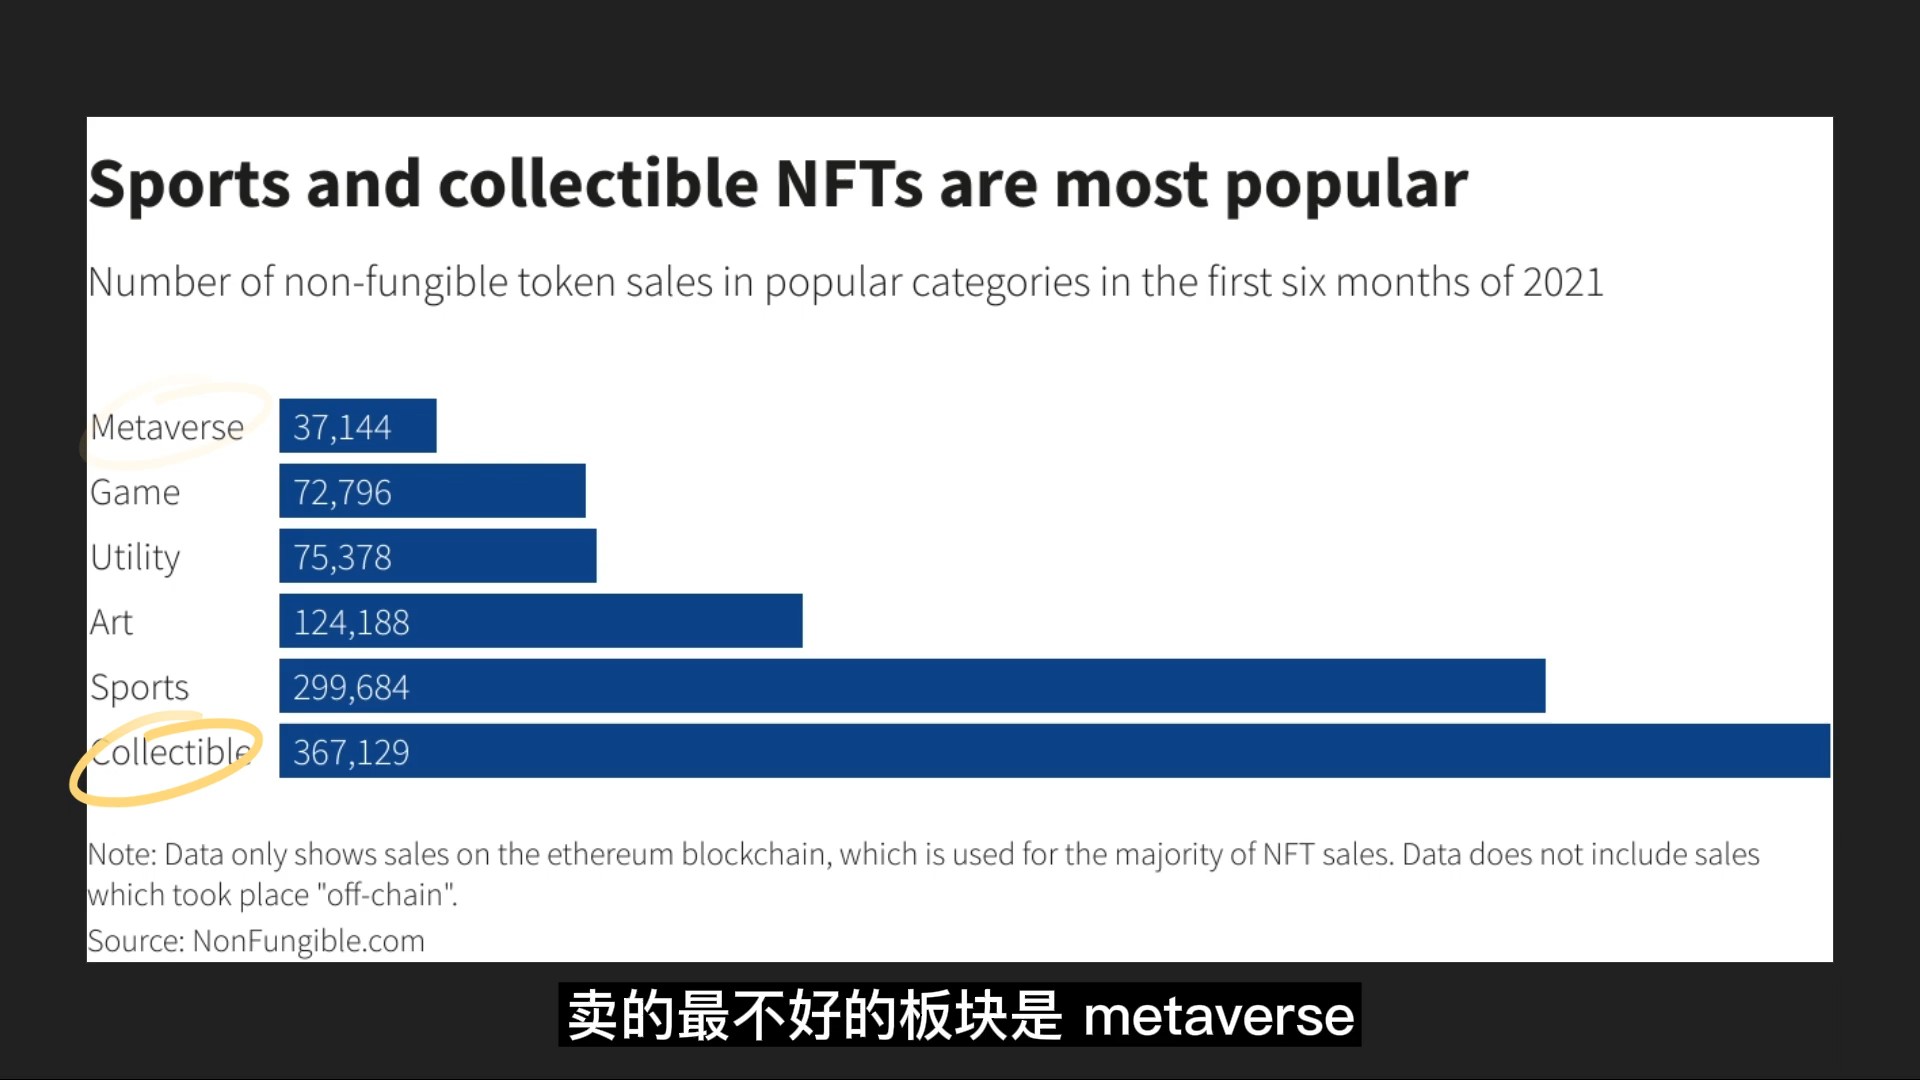 Sports and collectible NFTs are most popular
Number of non-fungible token sales in popular categories in the first six months of 2021
Metaverse 37,144
Game 72,796
Utility 75,378
Art 124,188
Sports 299,684
Collectible 367,129
Note: Data only shows sales on the ethereum blockchain, which is used for the majority of NFT sales. Data does not include sales
which took place "off-chain".
Source: NonFungible.com
卖的最不好的板块是 metaverse